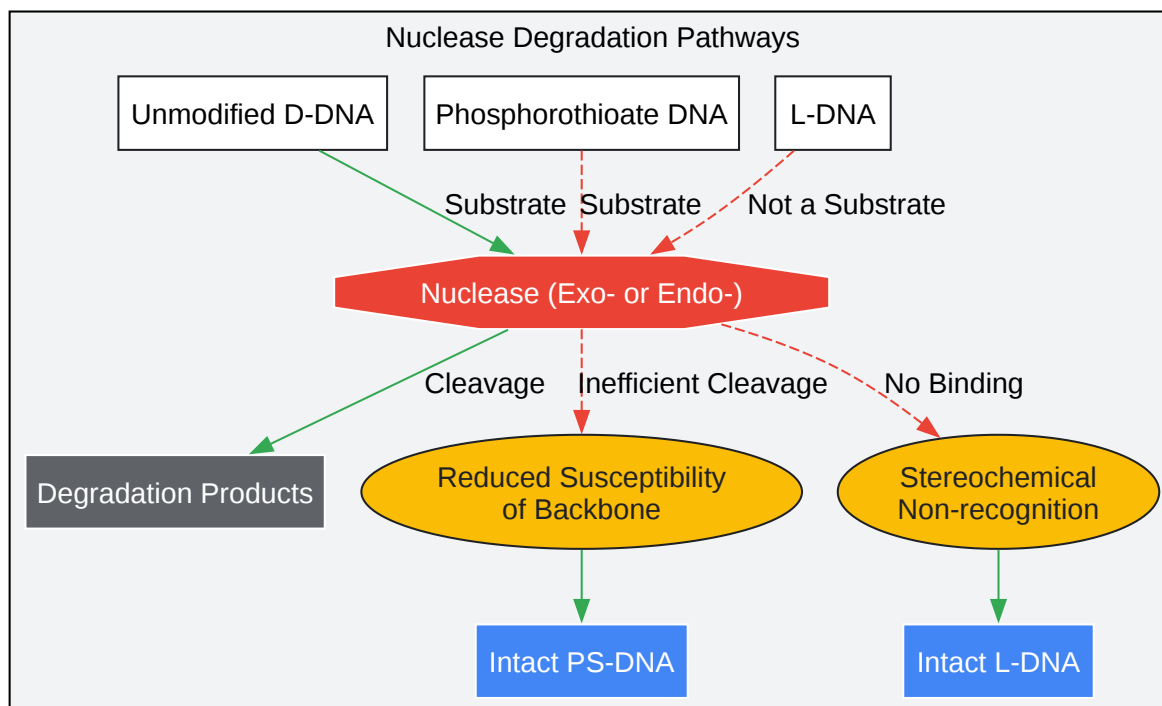 Nuclease Degradation Pathways
Unmodified D-DNA
Phosphorothioate DNA
L-DNA
Substrate
Substrate
Not a Substrate
Nuclease (Exo- or Endo-)
Cleavage
Inefficient Cleavage
No Binding
Degradation Products
Reduced Susceptibility
of Backbone
Stereochemical
Non-recognition
Intact PS-DNA
Intact L-DNA